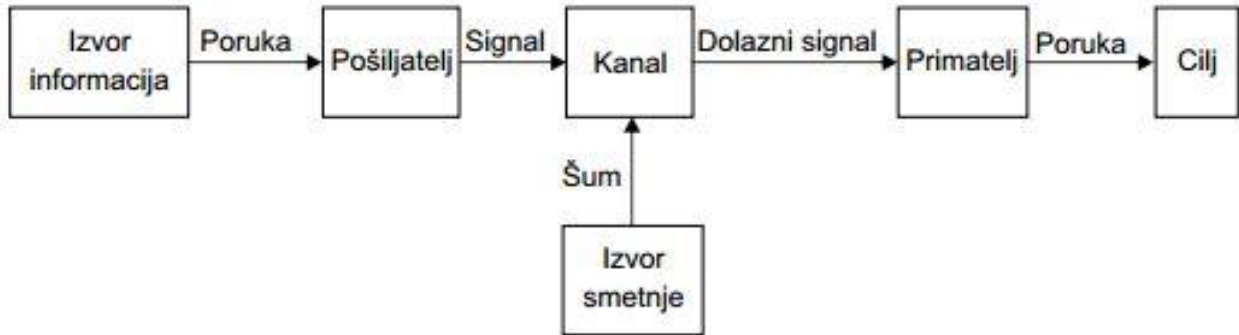 Izvor
informacija
Poruka
Pošiljatelj
Signal
Kanal
Dolazni signal
Primatelj
Poruka
Cilj
Šum
Izvor
smetnje